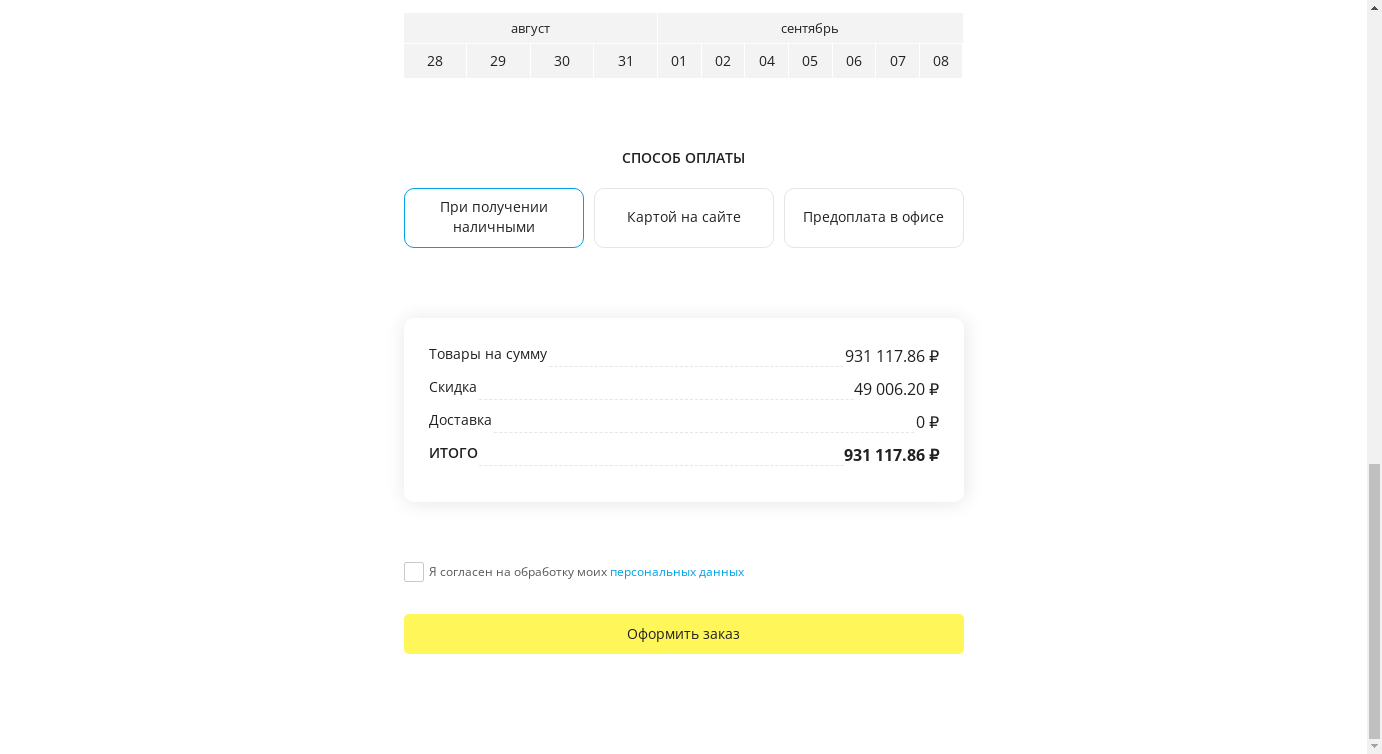 август сентябрь
28 29 30 31 01 02 04 05 06 07 08
СПОСОБ ОПЛАТЫ
При получении
наличными
Картой на сайте
Предоплата в офисе
Товары на сумму 931 117.86 ₽
Скидка 49 006.20 ₽
Доставка 0 ₽
ИТОГО 931 117.86 ₽
Я согласен на обработку моих персональных данных
Оформить заказ